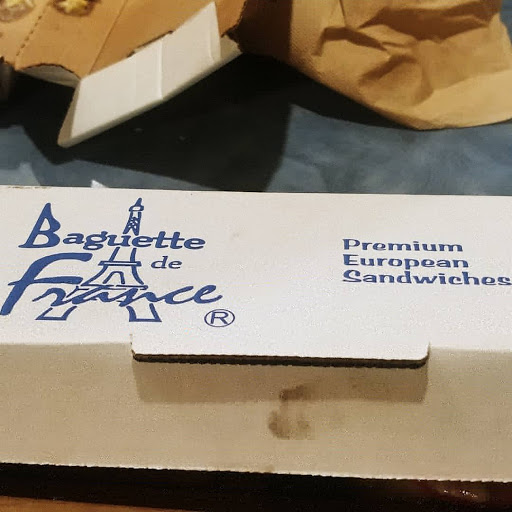 Baguette
de
France
®
Premium
European
Sandwiches